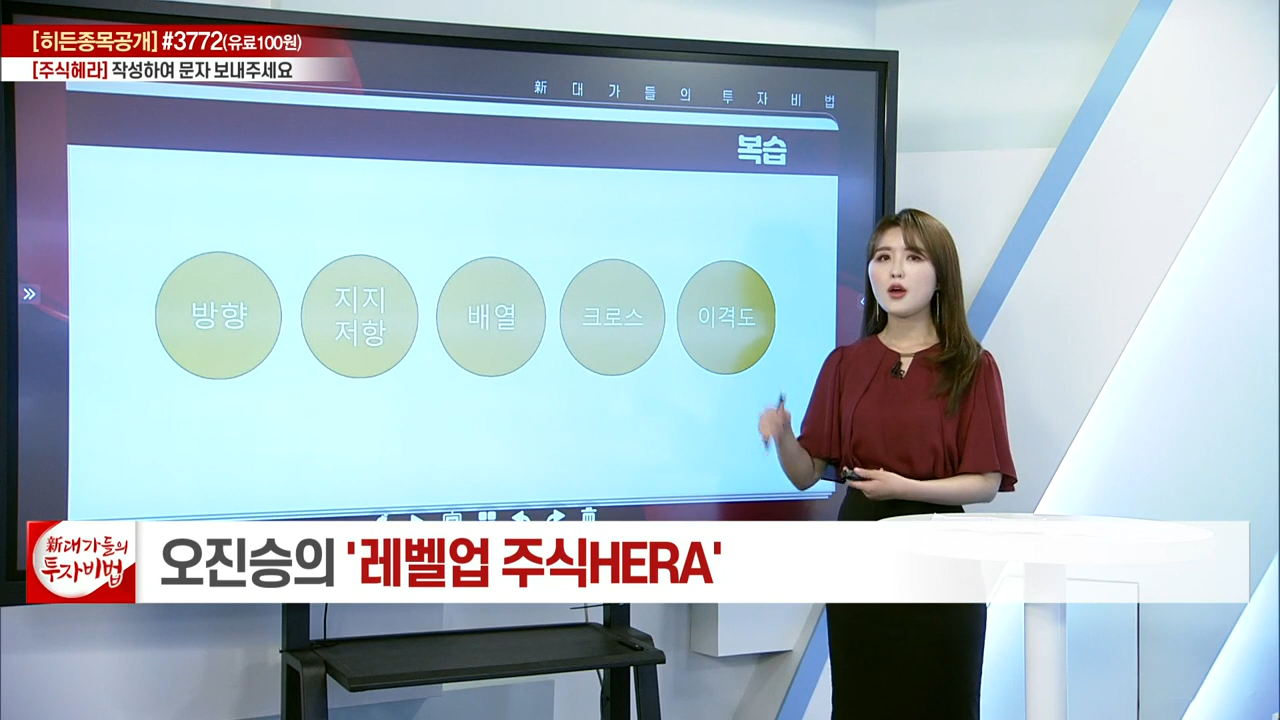 [히든종목공개] #3772(유료100원)
[주식헤라] 작성하여 문자 보내주세요
新 대가들의 투자비법
복습
방향
지지
저항
배열
크로스
이격도
新대가들의
투자비법
오진승의 '레벨업 주식HERA'